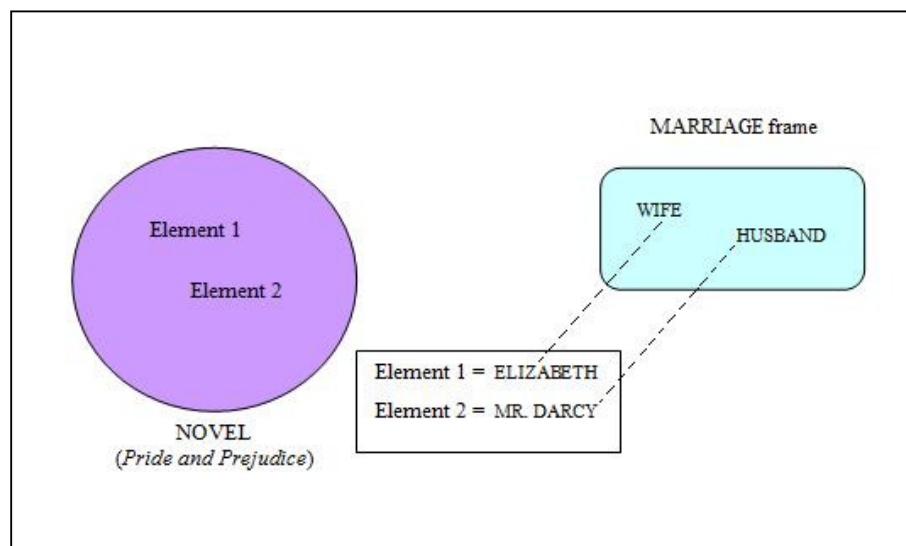 MARRIAGE frame
WIFE
HUSBAND
Element 1
Element 2
Element 1 = ELIZABETH
Element 2 = MR. DARCY
NOVEL
(Pride and Prejudice)